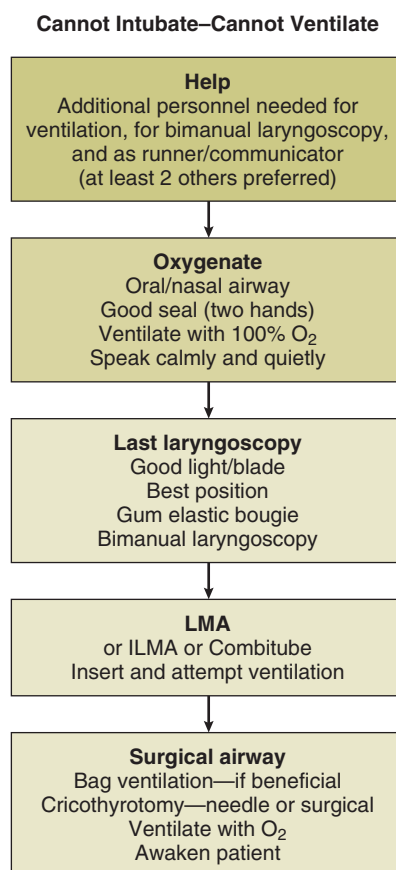 Cannot Intubate–Cannot Ventilate
Help
Additional personnel needed for
ventilation, for bimanual laryngoscopy,
and as runner/communicator
(at least 2 others preferred)
Oxygenate
Oral/nasal airway
Good seal (two hands)
Ventilate with 100% O₂
Speak calmly and quietly
Last laryngoscopy
Good light/blade
Best position
Gum elastic bougie
Bimanual laryngoscopy
LMA
or ILMA or Combitube
Insert and attempt ventilation
Surgical airway
Bag ventilation—if beneficial
Cricothyrotomy—needle or surgical
Ventilate with O₂
Awaken patient